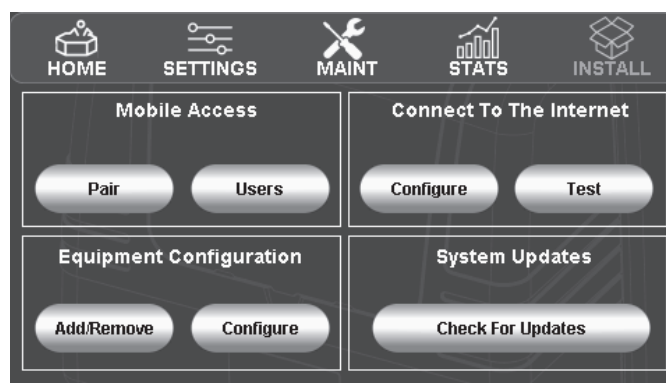 HOME SETTINGS MAINT STATS INSTALL
Mobile Access
Pair Users
Connect To The Internet
Configure Test
Equipment Configuration
Add/Remove Configure
System Updates
Check For Updates